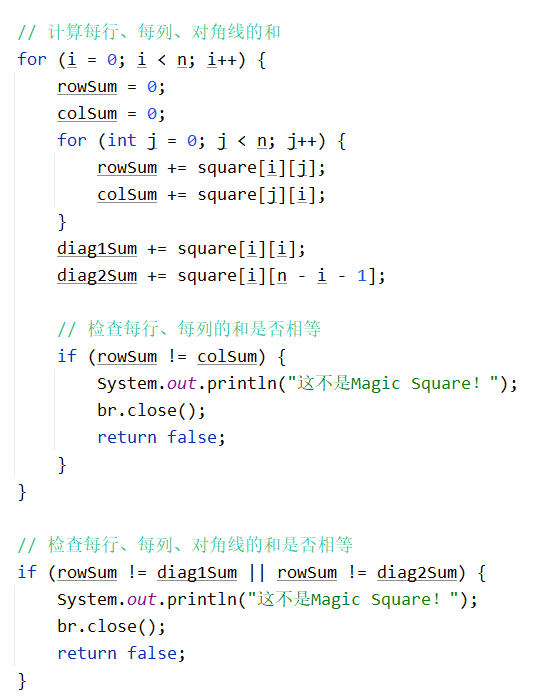 // 计算每行、每列、对角线的和
for (i = 0; i < n; i++) {
    rowSum = 0;
    colSum = 0;
    for (int j = 0; j < n; j++) {
        rowSum += square[i][j];
        colSum += square[j][i];
    }
    diag1Sum += square[i][i];
    diag2Sum += square[i][n - i - 1];

    // 检查每行、每列的和是否相等
    if (rowSum != colSum) {
        System.out.println("这不是Magic Square！");
        br.close();
        return false;
    }
}

// 检查每行、每列、对角线的和是否相等
if (rowSum != diag1Sum || rowSum != diag2Sum) {
    System.out.println("这不是Magic Square！");
    br.close();
    return false;
}